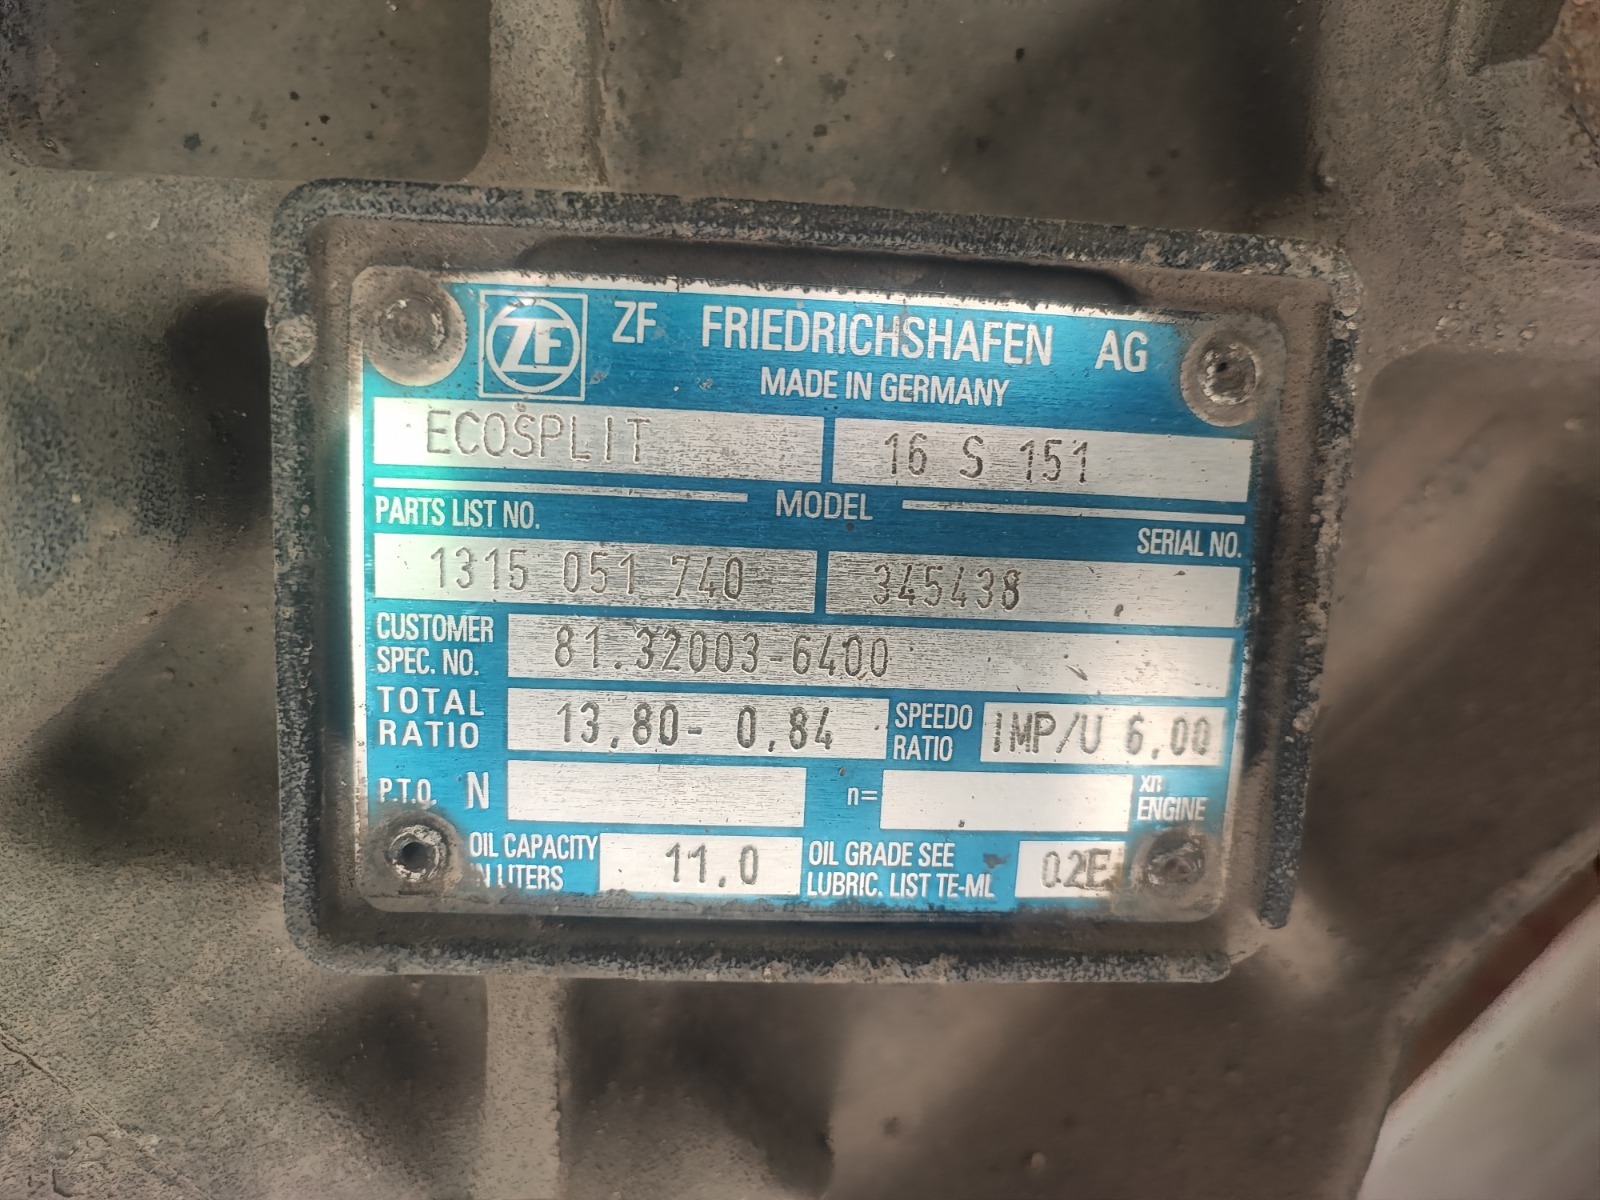 ZF ZF FRIEDRICHSHAFEN AG
MADE IN GERMANY
ECOSPLIT 16 S 151
PARTS LIST NO. MODEL SERIAL NO.
1315 051 740 345438
CUSTOMER SPEC. NO. 81.32003-6400
TOTAL RATIO 13,80- 0,84 SPEEDO RATIO IMP/U 6,00
P.T.O. N n= xn ENGINE
OIL CAPACITY IN LITERS 11,0 OIL GRADE SEE LUBRIC. LIST TE-ML 02E